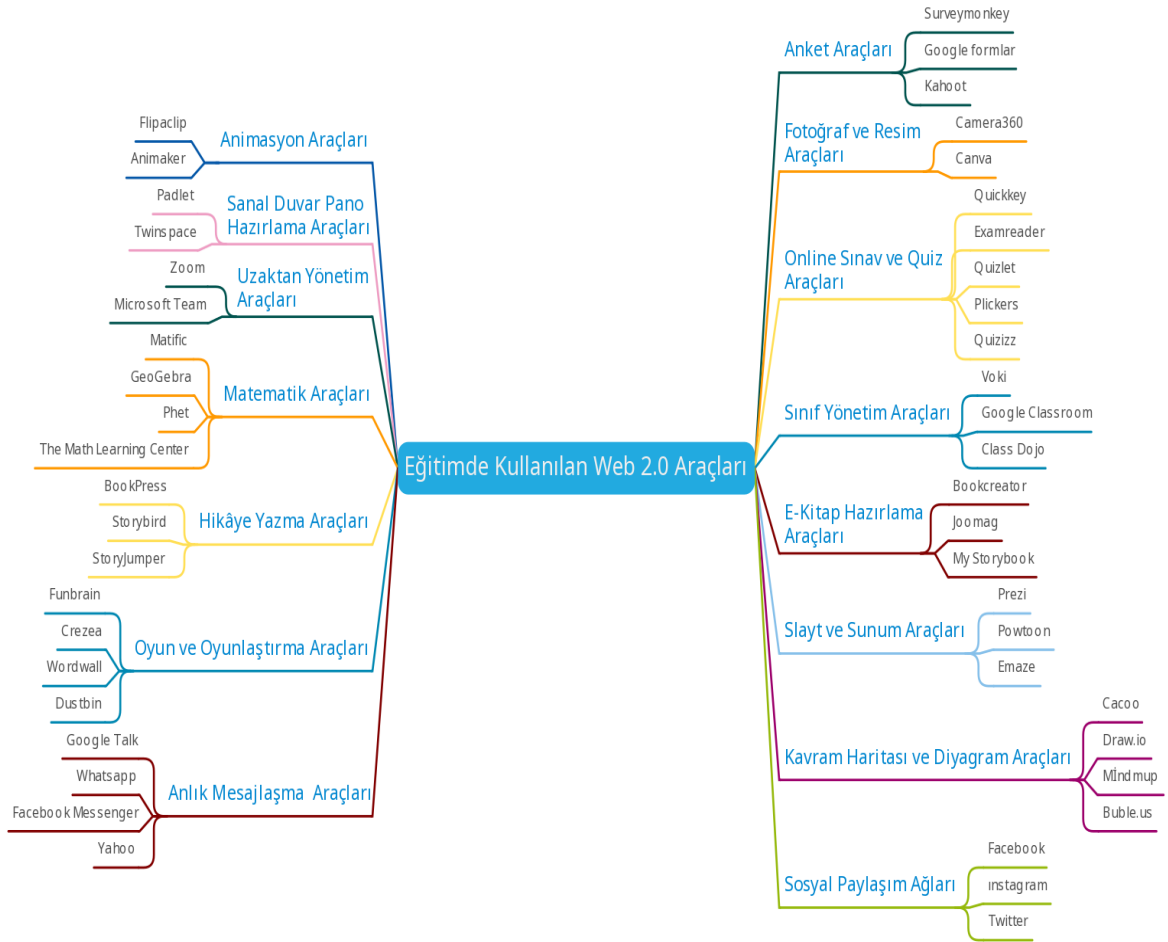 Eğitimde Kullanılan Web 2.0 Araçları
Anket Araçları
Surveymonkey
Google formlar
Kahoot
Fotoğraf ve Resim
Araçları
Camera360
Canva
Online Sınav ve Quiz
Araçları
Quickkey
Examreader
Quizlet
Plickers
Quizizz
Sınıf Yönetim Araçları
Voki
Google Classroom
Class Dojo
E-Kitap Hazırlama
Araçları
Bookcreator
Joomag
My Storybook
Slayt ve Sunum Araçları
Prezi
Powtoon
Emaze
Kavram Haritası ve Diyagram Araçları
Cacoo
Draw.io
Mİndmup
Buble.us
Sosyal Paylaşım Ağları
Facebook
ınstagram
Twitter
Animasyon Araçları
Flipaclip
Animaker
Sanal Duvar Pano
Hazırlama Araçları
Padlet
Twinspace
Uzaktan Yönetim
Araçları
Zoom
Microsoft Team
Matematik Araçları
Matific
GeoGebra
Phet
The Math Learning Center
Hikâye Yazma Araçları
BookPress
Storybird
StoryJumper
Oyun ve Oyunlaştırma Araçları
Funbrain
Crezea
Wordwall
Dustbin
Anlık Mesajlaşma  Araçları
Google Talk
Whatsapp
Facebook Messenger
Yahoo